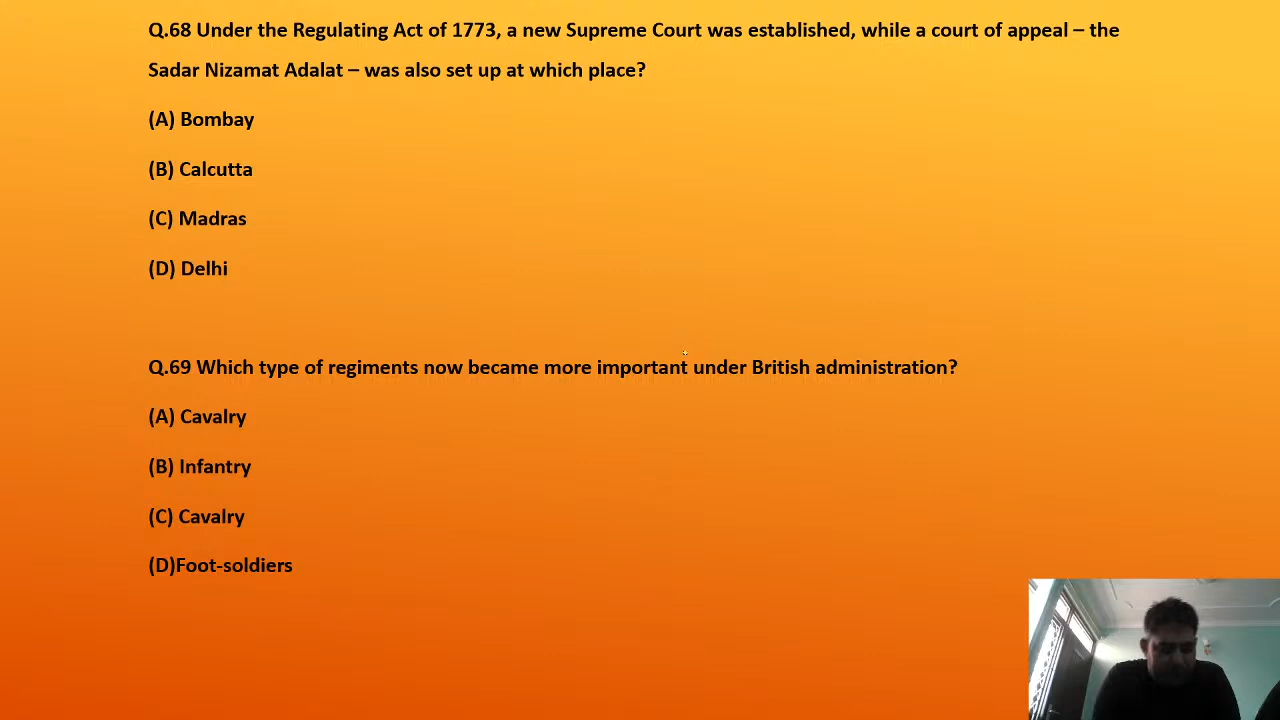 Q.68 Under the Regulating Act of 1773, a new Supreme Court was established, while a court of appeal – the
Sadar Nizamat Adalat – was also set up at which place?
(A) Bombay
(B) Calcutta
(C) Madras
(D) Delhi
Q.69 Which type of regiments now became more important under British administration?
(A) Cavalry
(B) Infantry
(C) Cavalry
(D)Foot-soldiers